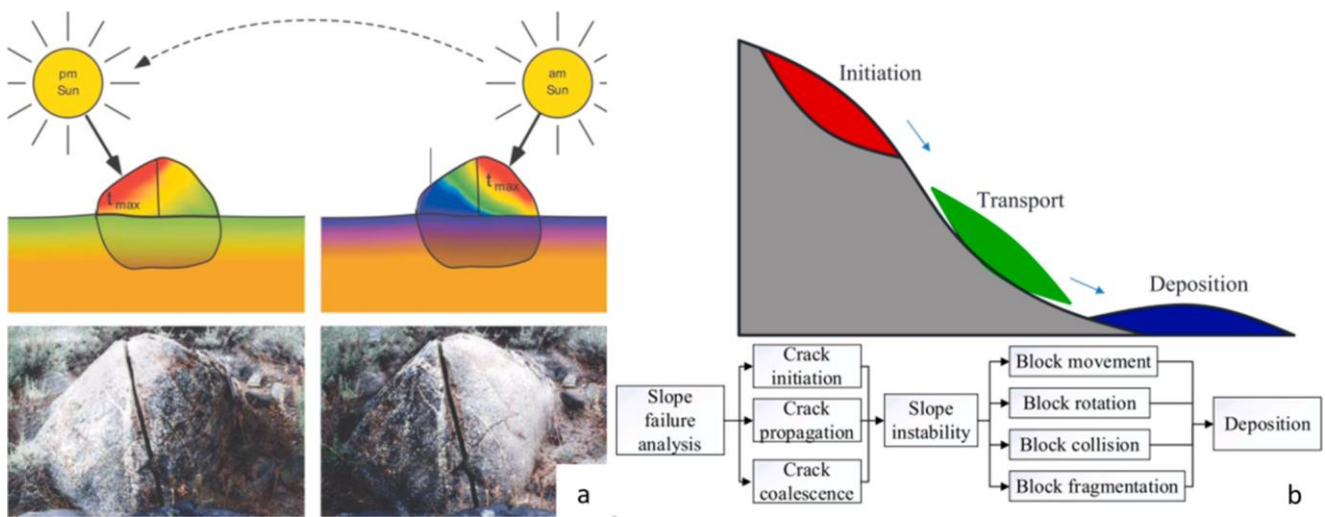 pm
Sun
am
Sun
t max
t max
a
Initiation
Transport
Deposition
Slope
failure
analysis
Crack
initiation
Crack
propagation
Crack
coalescence
Slope
instability
Block movement
Block rotation
Block collision
Block fragmentation
Deposition
b